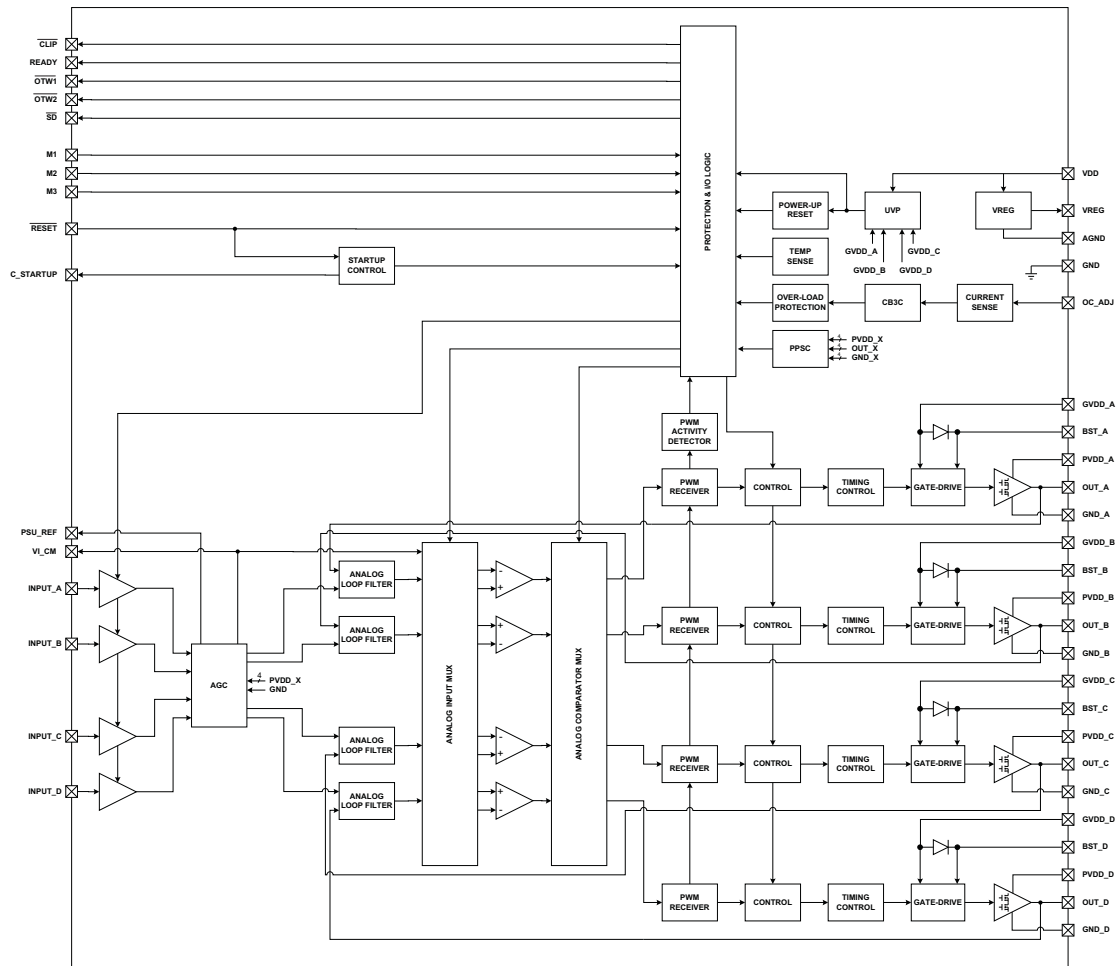 CLIP
READY
OTW1
OTW2
SD
M1
M2
M3
RESET
C_STARTUP
STARTUP
CONTROL
PROTECTION & I/O LOGIC
POWER-UP
RESET
UVP
VREG
GVDD_A
GVDD_C
GVDD_B
GVDD_D
TEMP
SENSE
OVER-LOAD
PROTECTION
CB3C
CURRENT
SENSE
PPSC
4
PVDD_X
4
OUT_X
4
GND_X
VDD
VREG
AGND
GND
OC_ADJ
PWM
ACTIVITY
DETECTOR
GVDD_A
BST_A
PVDD_A
OUT_A
GND_A
PWM
RECEIVER
CONTROL
TIMING
CONTROL
GATE-DRIVE
PSU_REF
VI_CM
INPUT_A
INPUT_B
INPUT_C
INPUT_D
AGC
4
PVDD_X
GND
ANALOG
LOOP FILTER
ANALOG
LOOP FILTER
ANALOG
LOOP FILTER
ANALOG
LOOP FILTER
ANALOG INPUT MUX
-
+
+
-
-
+
+
-
ANALOG COMPARATOR MUX
GVDD_B
BST_B
PVDD_B
OUT_B
GND_B
PWM
RECEIVER
CONTROL
TIMING
CONTROL
GATE-DRIVE
GVDD_C
BST_C
PVDD_C
OUT_C
GND_C
PWM
RECEIVER
CONTROL
TIMING
CONTROL
GATE-DRIVE
GVDD_D
BST_D
PVDD_D
OUT_D
GND_D
PWM
RECEIVER
CONTROL
TIMING
CONTROL
GATE-DRIVE